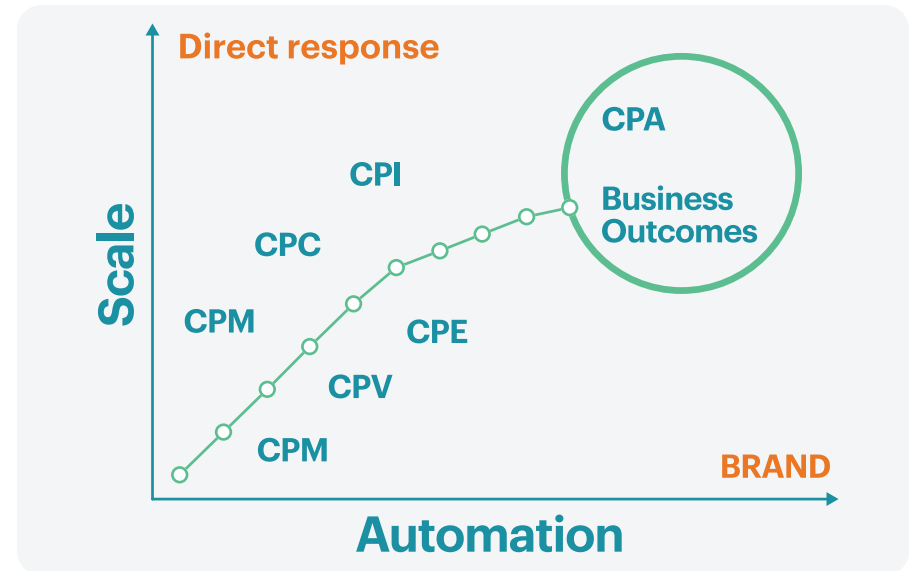 Direct response
CPA
CPI
Business
Outcomes
CPC
Scale
CPM
CPE
CPV
CPM
BRAND
Automation